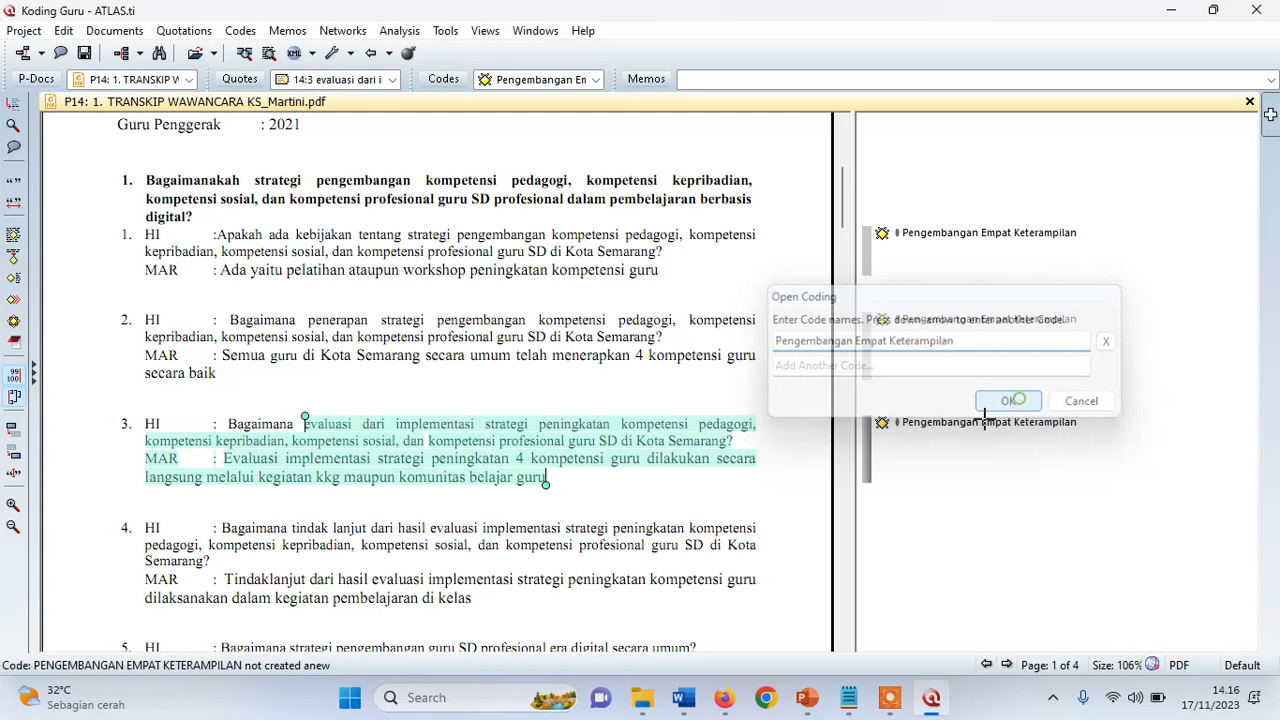 Koding Guru - ATLAS.ti
Project Edit Documents Quotations Codes Memos Networks Analysis Tools Views Windows Help
P-Docs P14: 1. TRANSKIP W Quotes 14:3 evaluasi dari i Codes Pengembangan En Memos
P14: 1. TRANSKIP WAWANCARA KS_Martini.pdf
Guru Penggerak : 2021
1. Bagaimanakah strategi pengembangan kompetensi pedagogi, kompetensi kepribadian,
kompetensi sosial, dan kompetensi profesional guru SD profesional dalam pembelajaran berbasis
digital?
1. HI :Apakah ada kebijakan tentang strategi pengembangan kompetensi pedagogi, kompetensi
kepribadian, kompetensi sosial, dan kompetensi profesional guru SD di Kota Semarang?
MAR : Ada yaitu pelatihan ataupun workshop peningkatan kompetensi guru
2. HI : Bagaimana penerapan strategi pengembangan kompetensi pedagogi, kompetensi
kepribadian, kompetensi sosial, dan kompetensi profesional guru SD di Kota Semarang?
MAR : Semua guru di Kota Semarang secara umum telah menerapkan 4 kompetensi guru
secara baik
3. HI : Bagaimana evaluasi dari implementasi strategi peningkatan kompetensi pedagogi,
kompetensi kepribadian, kompetensi sosial, dan kompetensi profesional guru SD di Kota Semarang?
MAR : Evaluasi implementasi strategi peningkatan 4 kompetensi guru dilakukan secara
langsung melalui kegiatan kkg maupun komunitas belajar guru
4. HI : Bagaimana tindak lanjut dari hasil evaluasi implementasi strategi peningkatan kompetensi
pedagogi, kompetensi kepribadian, kompetensi sosial, dan kompetensi profesional guru SD di Kota
Semarang?
MAR : Tindaklanjut dari hasil evaluasi implementasi strategi peningkatan kompetensi guru
dilaksanakan dalam kegiatan pembelajaran di kelas
5. HI : Bagaimana strategi pengembangan guru SD profesional era digital secara umum?
Pengembangan Empat Keterampilan
Open Coding
Enter Code names. Press down-arrow to enter another Code.
Pengembangan Empat Keterampilan
Pengembangan Empat Keterampilan
X
Add Another Code...
OK Cancel
Pengembangan Empat Keterampilan
Code: PENGEMBANGAN EMPAT KETERAMPILAN not created anew
Page: 1 of 4 Size: 106% PDF Default
32°C
Sebagian cerah
Search
14.16
17/11/2023